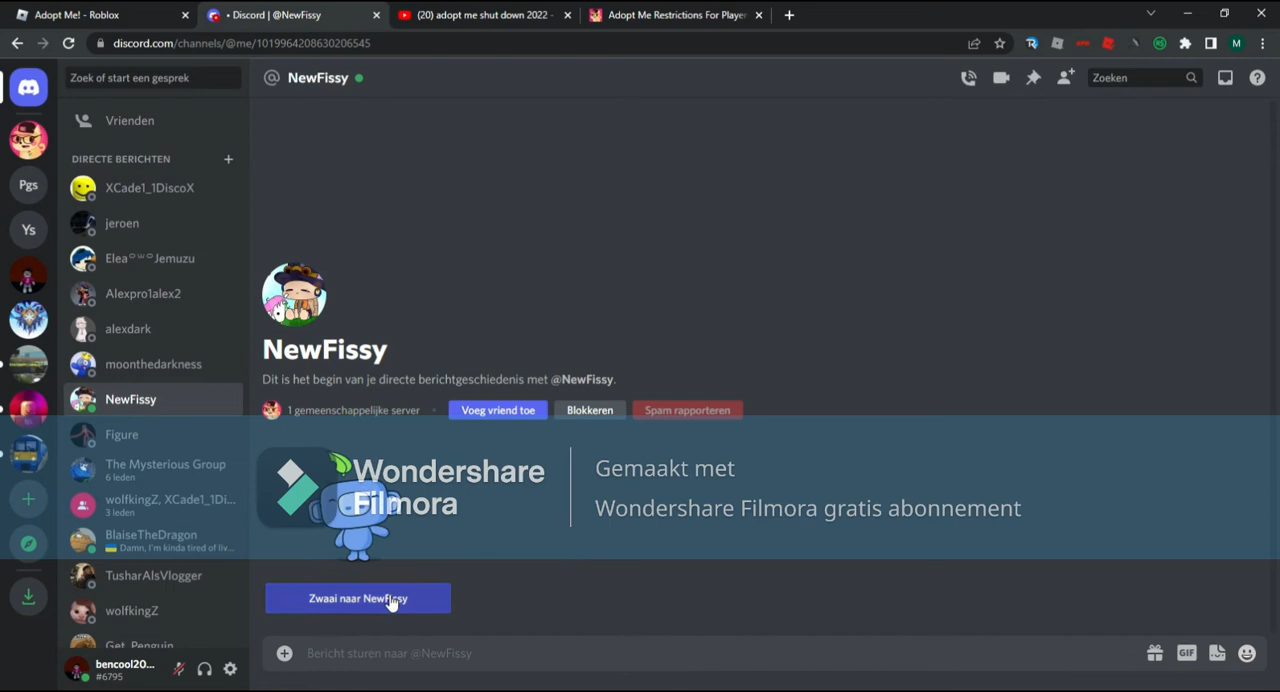 Adopt Me! - Roblox
• Discord | @NewFissy
(20) adopt me shut down 2022 -
Adopt Me Restrictions For Player
discord.com/channels/@me/1019964208630206545
M
Zoek of start een gesprek
NewFissy
Zoeken
Vrienden
DIRECTE BERICHTEN
XCade1_1DiscoX
Pgs
jeroen
Ys
Elea ᵒʷᵒ Jemuzu
Alexpro1alex2
alexdark
moonthedarkness
NewFissy
NewFissy
Dit is het begin van je directe berichtgeschiedenis met @NewFissy.
1 gemeenschappelijke server
Voeg vriend toe
Blokkeren
Spam rapporteren
Figure
The Mysterious Group
6 leden
wolfkingZ, XCade1_1Di...
3 leden
BlaiseTheDragon
Damn, I'm kinda tired of liv...
TusharAlsVlogger
wolfkingZ
Get_Penguin
Wondershare
Filmora
Gemaakt met
Wondershare Filmora gratis abonnement
Zwaai naar NewFissy
Bericht sturen naar @NewFissy
GIF
bencool20...
#6795